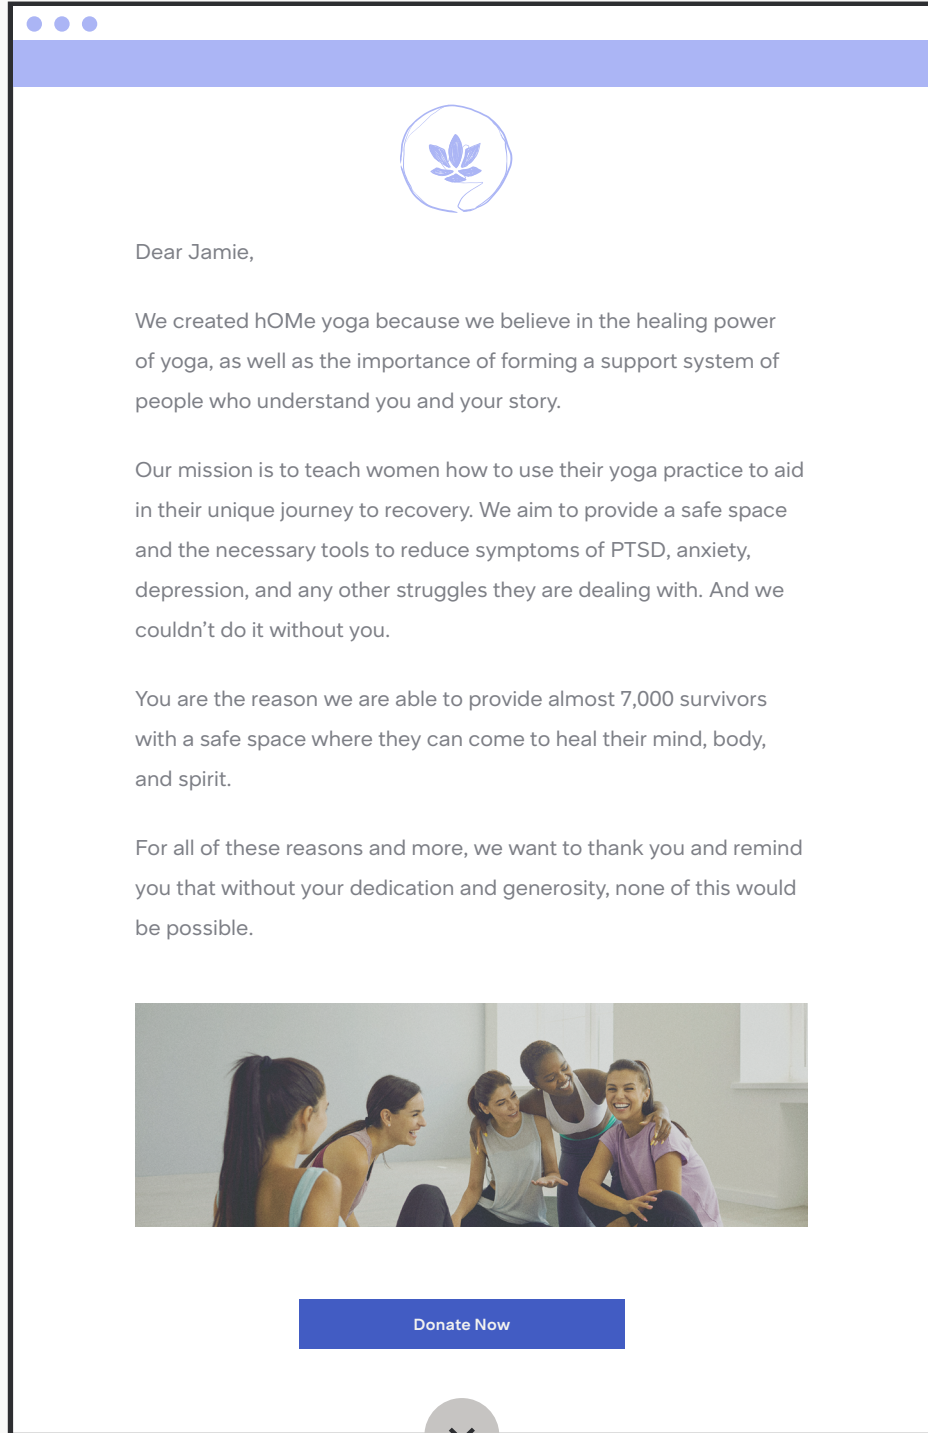 Dear Jamie,
We created hOMe yoga because we believe in the healing power
of yoga, as well as the importance of forming a support system of
people who understand you and your story.
Our mission is to teach women how to use their yoga practice to aid
in their unique journey to recovery. We aim to provide a safe space
and the necessary tools to reduce symptoms of PTSD, anxiety,
depression, and any other struggles they are dealing with. And we
couldn’t do it without you.
You are the reason we are able to provide almost 7,000 survivors
with a safe space where they can come to heal their mind, body,
and spirit.
For all of these reasons and more, we want to thank you and remind
you that without your dedication and generosity, none of this would
be possible.
Donate Now